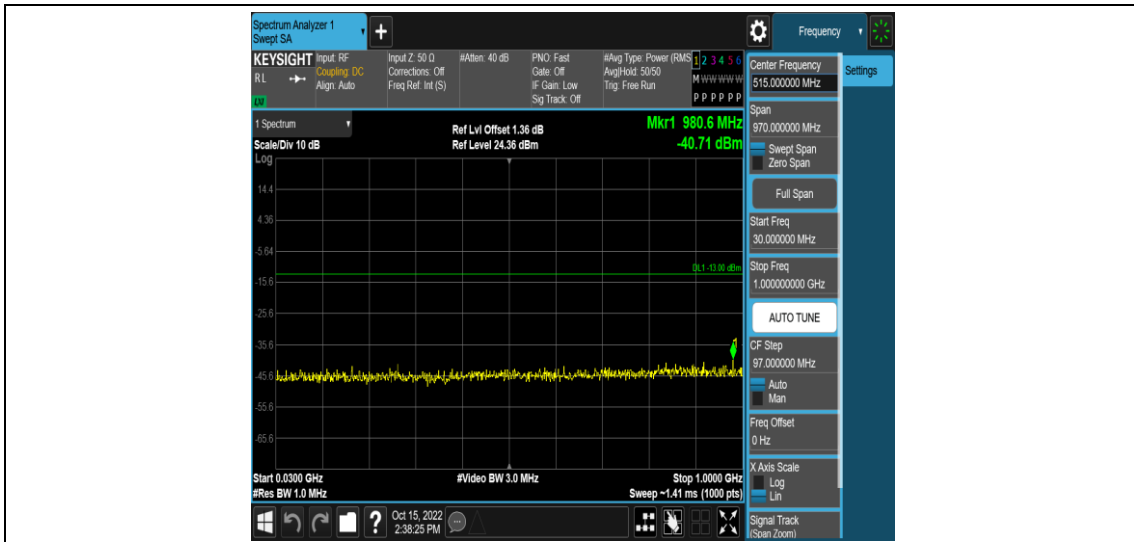 Spectrum Analyzer 1
Swept SA
+
Frequency
KEYSIGHT
RL
LXI
Input: RF
Coupling: DC
Align: Auto
Input Z: 50 Ω
Corrections: Off
Freq Ref: Int (S)
#Atten: 40 dB
PNO: Fast
Gate: Off
IF Gain: Low
Sig Track: Off
#Avg Type: Power (RMS
Avg|Hold: 50/50
Trig: Free Run
1 2 3 4 5 6
M W W W W W
P P P P P P
Center Frequency
515.000000 MHz
Settings
Span
970.000000 MHz
Swept Span
Zero Span
Full Span
Start Freq
30.000000 MHz
Stop Freq
1.000000000 GHz
AUTO TUNE
CF Step
97.000000 MHz
Auto
Man
Freq Offset
0 Hz
X Axis Scale
Log
Lin
Signal Track
(Span Zoom)
1 Spectrum
Scale/Div 10 dB
Ref Lvl Offset 1.36 dB
Ref Level 24.36 dBm
Mkr1 980.6 MHz
-40.71 dBm
Log
14.4
4.36
-5.64
DL1 -13.00 dBm
-15.6
-25.6
-35.6
1
-45.6
-55.6
-65.6
Start 0.0300 GHz
#Video BW 3.0 MHz
Stop 1.0000 GHz
#Res BW 1.0 MHz
Sweep ~1.41 ms (1000 pts)
?
Oct 15, 2022
2:38:25 PM